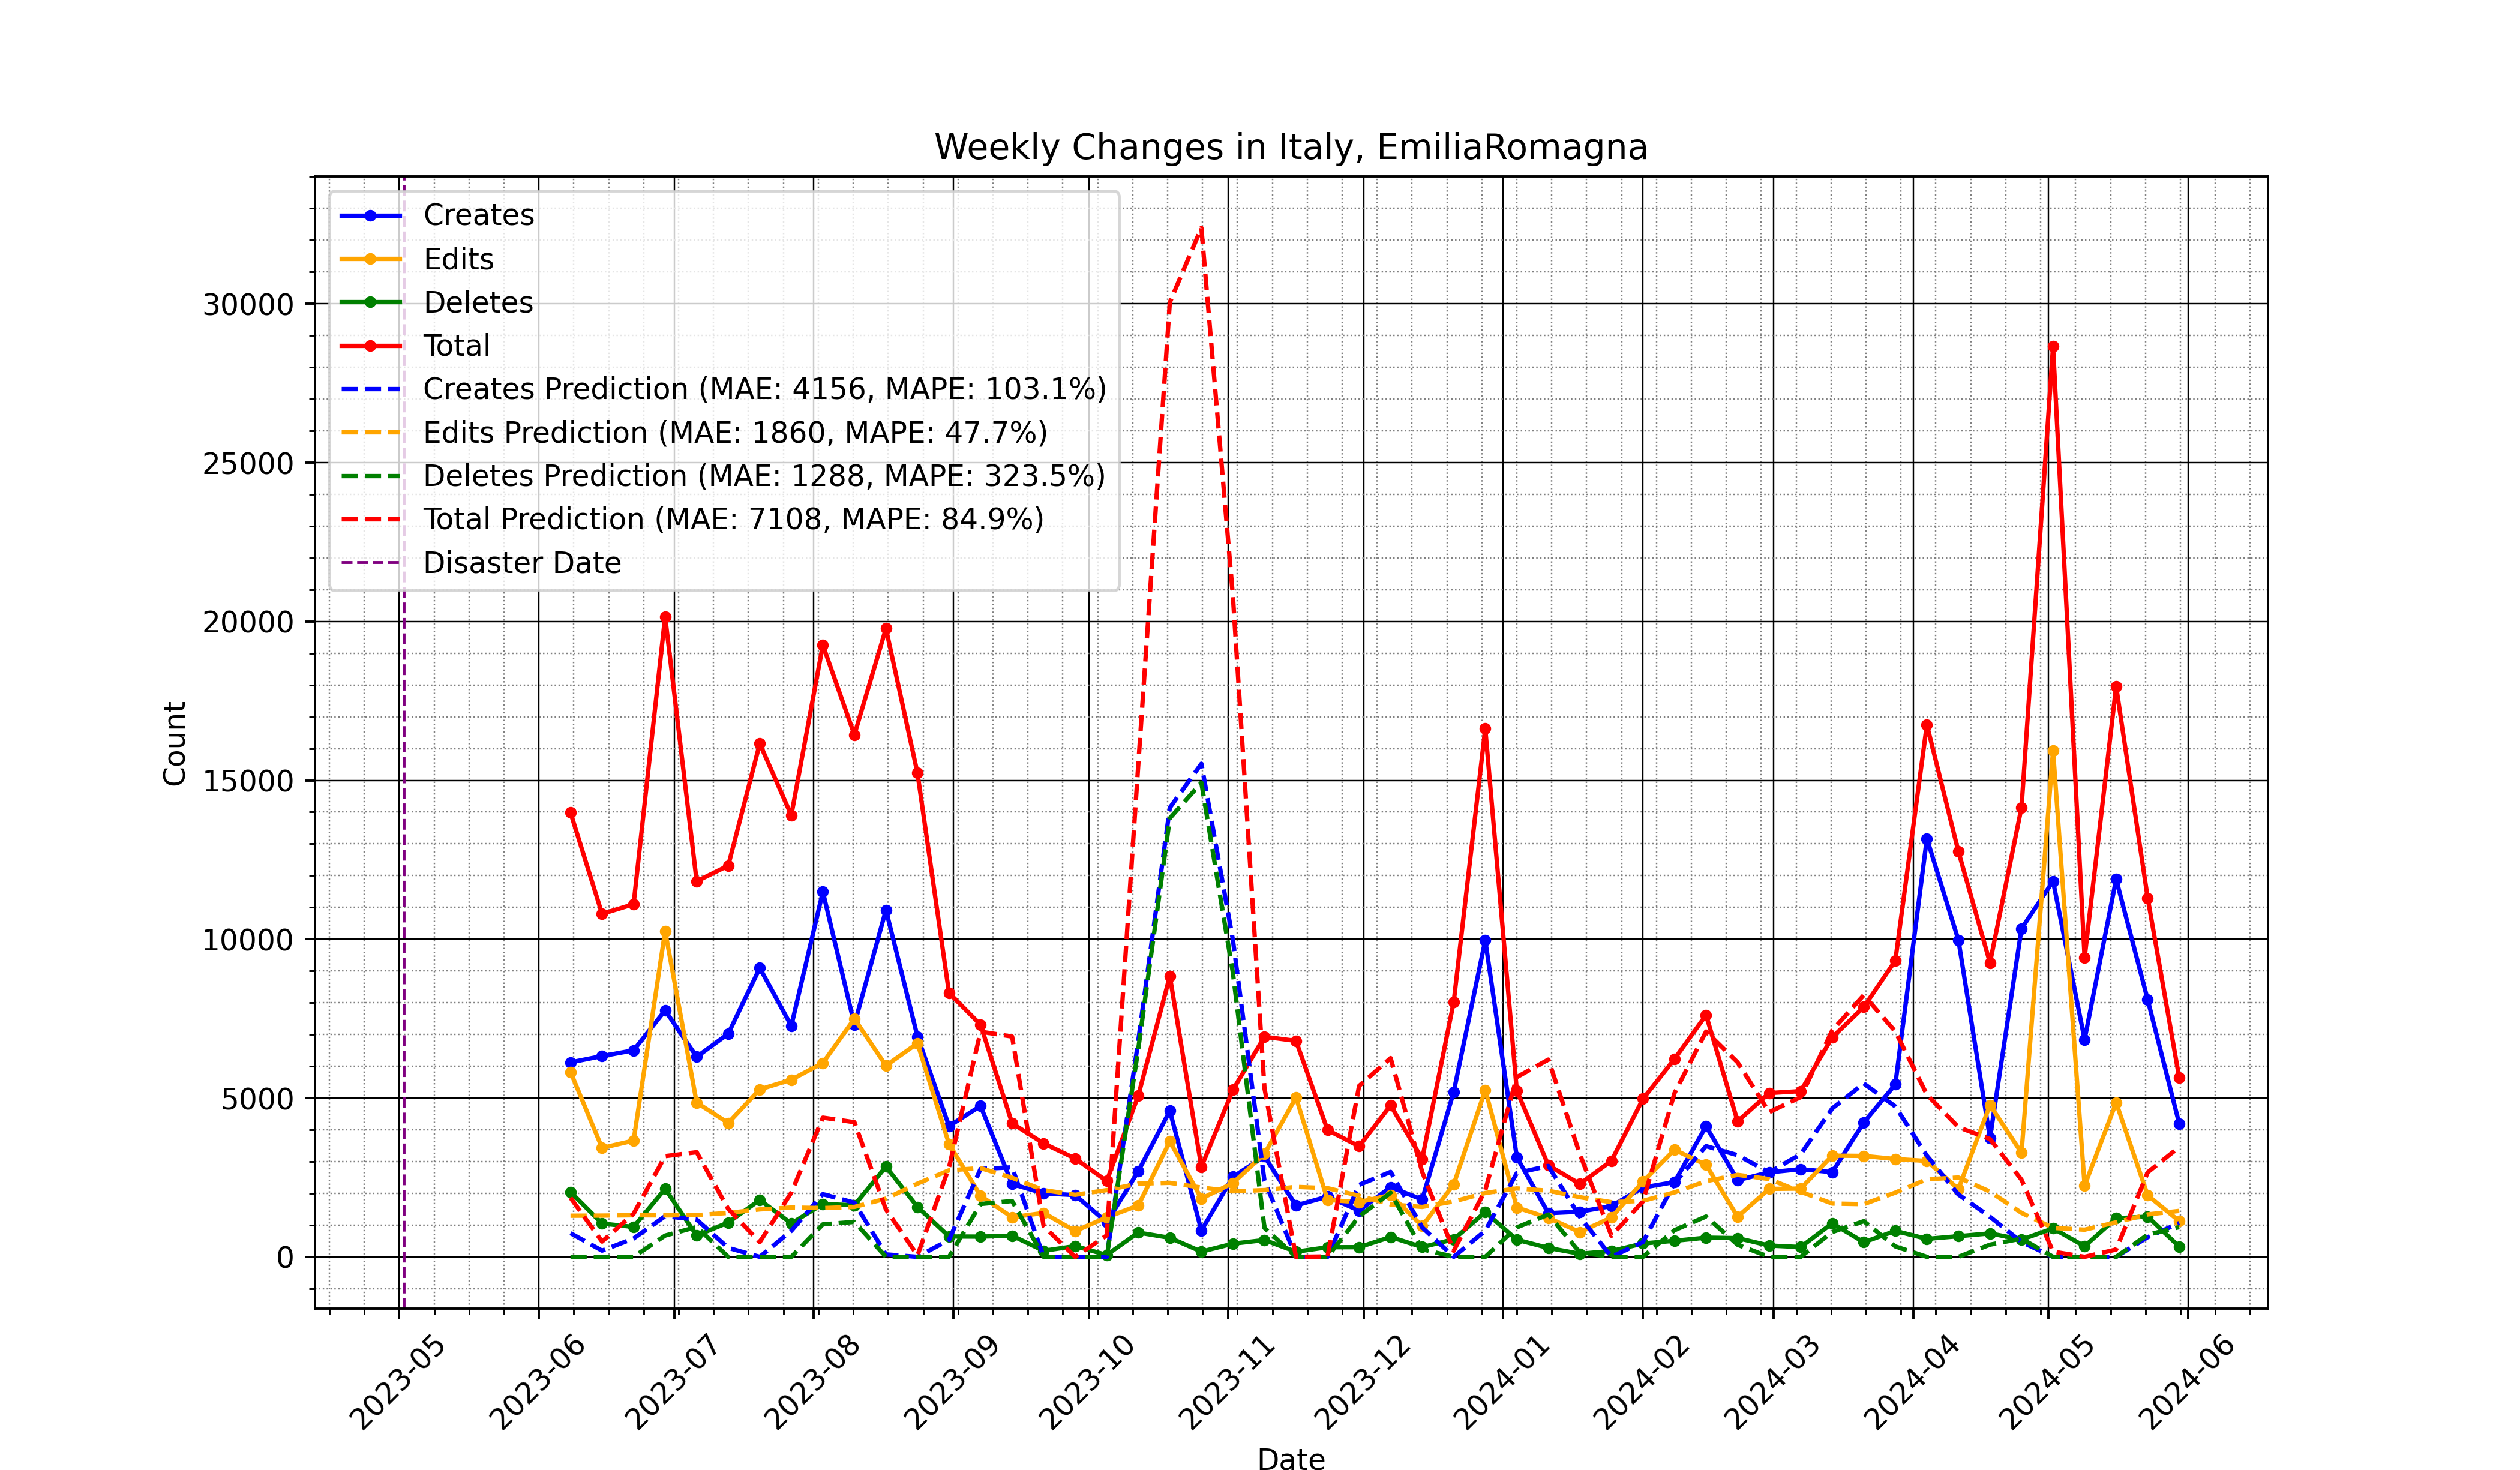 Weekly Changes in Italy, EmiliaRomagna
Creates
Edits
Deletes
Total
Creates Prediction (MAE: 4156, MAPE: 103.1%)
Edits Prediction (MAE: 1860, MAPE: 47.7%)
Deletes Prediction (MAE: 1288, MAPE: 323.5%)
Total Prediction (MAE: 7108, MAPE: 84.9%)
Disaster Date
Count
30000
25000
20000
15000
10000
5000
0
2023-05
2023-06
2023-07
2023-08
2023-09
2023-10
2023-11
2023-12
2024-01
2024-02
2024-03
2024-04
2024-05
2024-06
Date